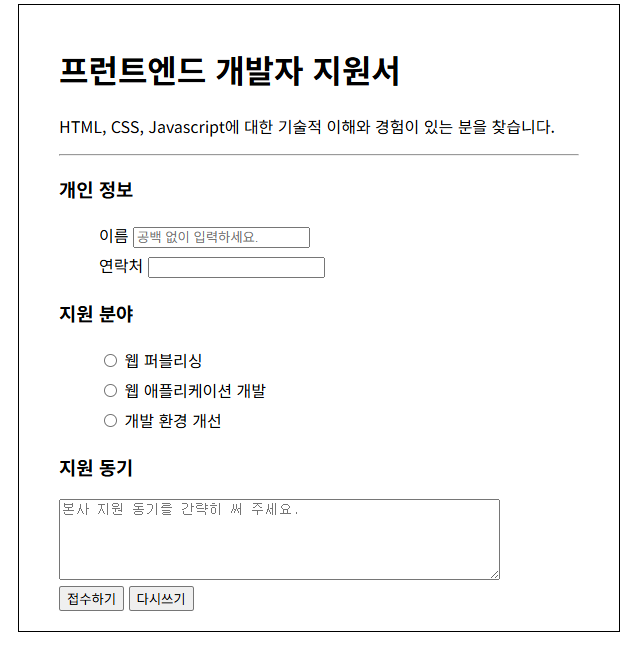 프런트엔드 개발자 지원서
HTML, CSS, Javascript에 대한 기술적 이해와 경험이 있는 분을 찾습니다.
개인 정보
이름 공백 없이 입력하세요.
연락처
지원 분야
웹 퍼블리싱
웹 애플리케이션 개발
개발 환경 개선
지원 동기
본사 지원 동기를 간략히 써 주세요.
접수하기 다시쓰기